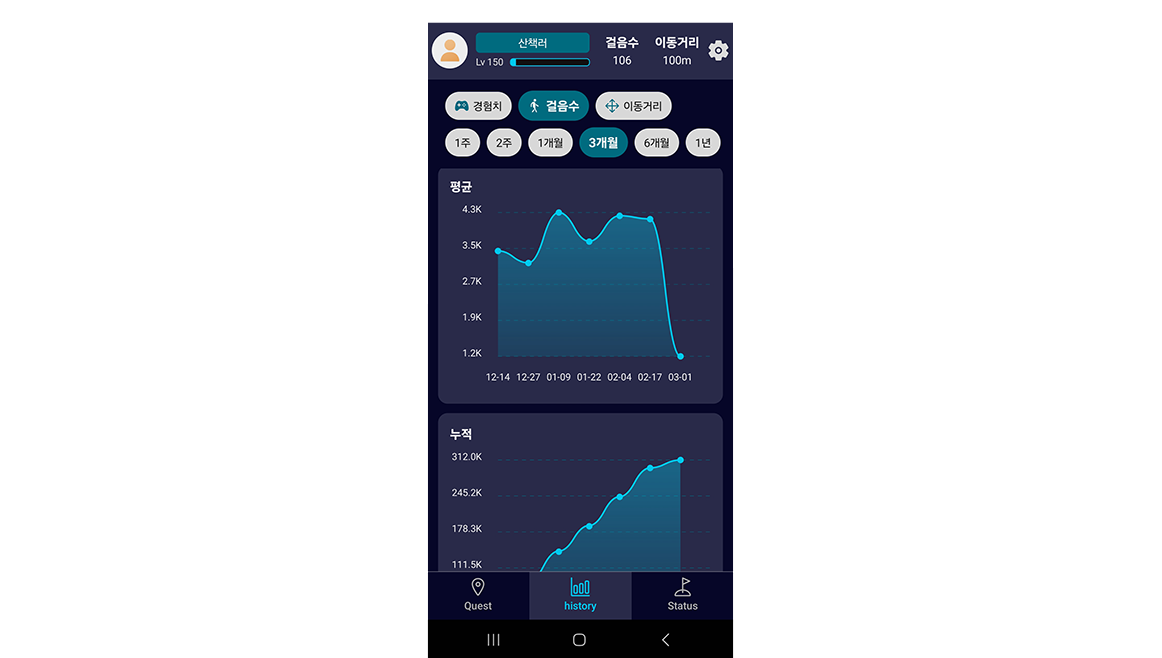 산책러
걸음수 이동거리
Lv 150
106 100m
경험치 걸음수 이동거리
1주 2주 1개월 3개월 6개월 1년
평균
4.3K
3.5K
2.7K
1.9K
1.2K
12-14 12-27 01-09 01-22 02-04 02-17 03-01
누적
312.0K
245.2K
178.3K
111.5K
Quest history Status